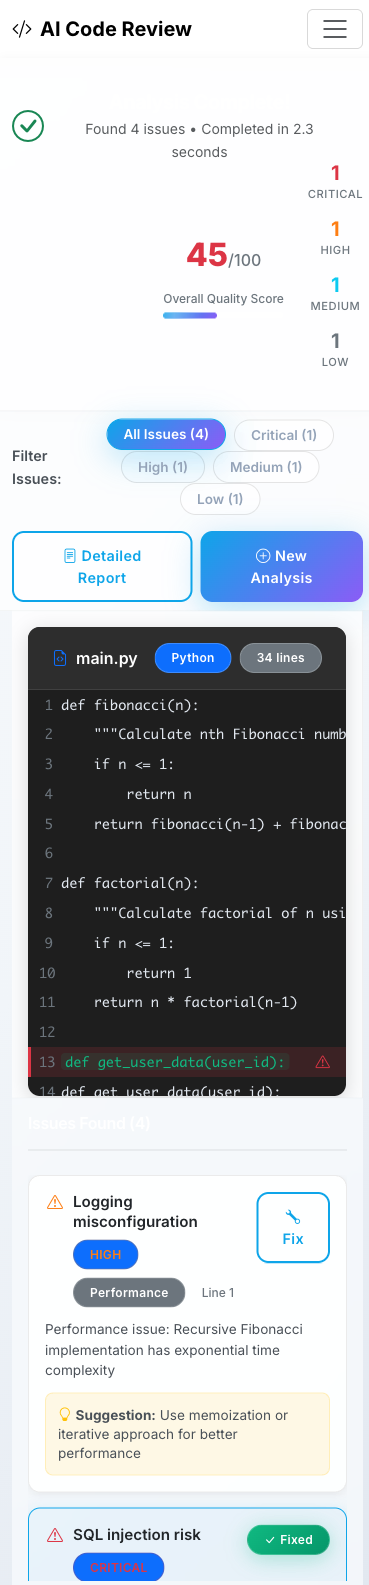 AI Code Review
Found 4 issues • Completed in 2.3
seconds
1
CRITICAL
1
HIGH
1
MEDIUM
1
LOW
45/100
Overall Quality Score
Filter
Issues:
All Issues (4)
Critical (1)
High (1)
Medium (1)
Low (1)
Detailed
Report
New
Analysis
main.py
Python
34 lines
1 def fibonacci(n):
2 """Calculate nth Fibonacci numb
3 if n <= 1:
4 return n
5 return fibonacci(n-1) + fibonac
6
7 def factorial(n):
8 """Calculate factorial of n usi
9 if n <= 1:
10 return 1
11 return n * factorial(n-1)
12
13 def get_user_data(user_id):
14 def get_user_data(user_id):
Issues Found (4)
Logging
misconfiguration
HIGH
Performance
Line 1
Fix
Performance issue: Recursive Fibonacci
implementation has exponential time
complexity
Suggestion: Use memoization or
iterative approach for better
performance
SQL injection risk
Fixed
CRITICAL